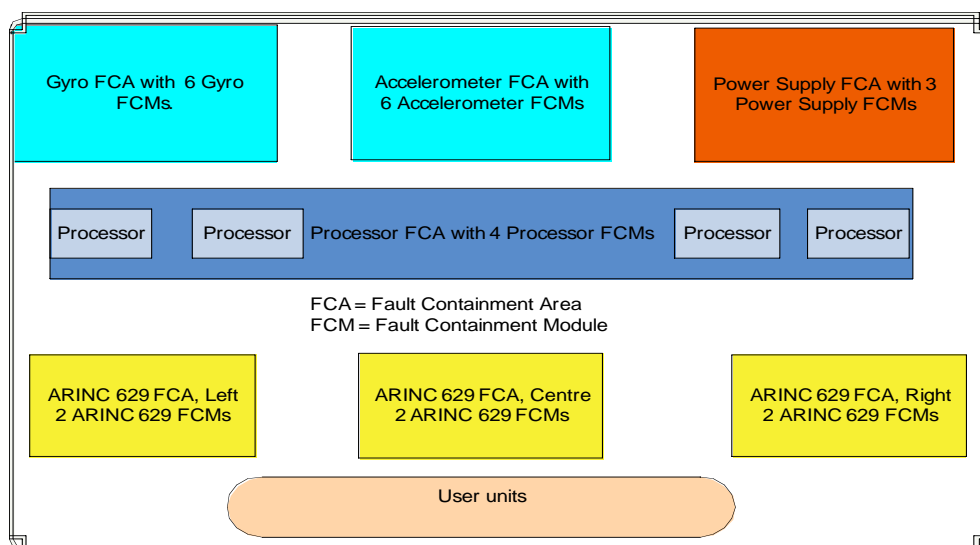 Gyro FCA with 6 Gyro
FCMs.
Accelerometer FCA with
6 Accelerometer FCMs
Power Supply FCA with 3
Power Supply FCMs
Processor
Processor
Processor FCA with 4 Processor FCMs
Processor
Processor
FCA = Fault Containment Area
FCM = Fault Containment Module
ARINC 629 FCA, Left
2 ARINC 629 FCMs
ARINC 629 FCA, Centre
2 ARINC 629 FCMs
ARINC 629 FCA, Right
2 ARINC 629 FCMs
User units